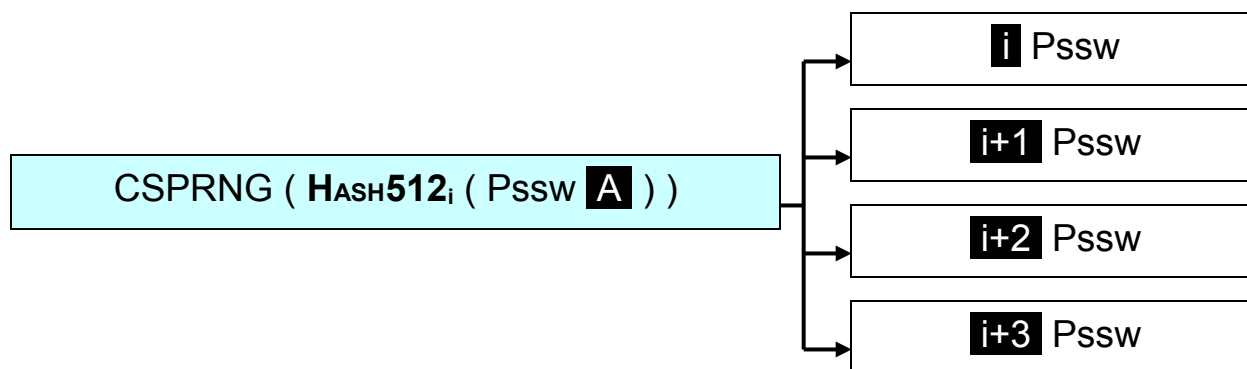 i Pssw
i+1 Pssw
CSPRNG ( HASH512i ( Pssw A ) )
i+2 Pssw
i+3 Pssw